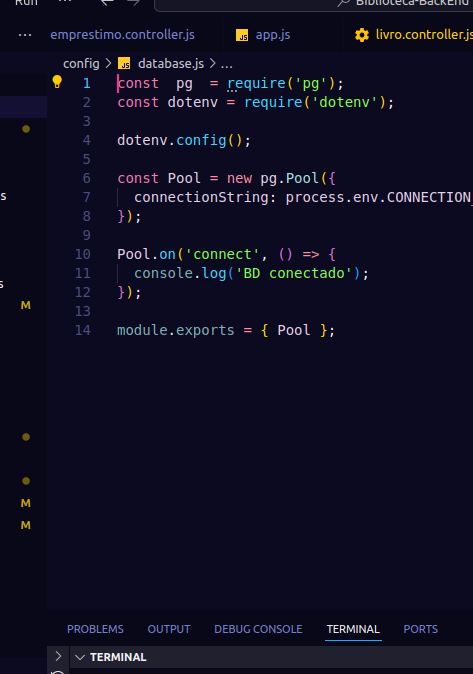 Run ...
Biblioteca-BackEnd
... emprestimo.controller.js
JS app.js
livro.controller.js
config > JS database.js > ...
1 const  pg  = require('pg');
2 const dotenv = require('dotenv');
3
4 dotenv.config();
5
6 const Pool = new pg.Pool({
7   connectionString: process.env.CONNECTION_
8 });
9
10 Pool.on('connect', () => {
11   console.log('BD conectado');
12 });
13
14 module.exports = { Pool };
s
s
M
M
M
PROBLEMS OUTPUT DEBUG CONSOLE TERMINAL PORTS
TERMINAL